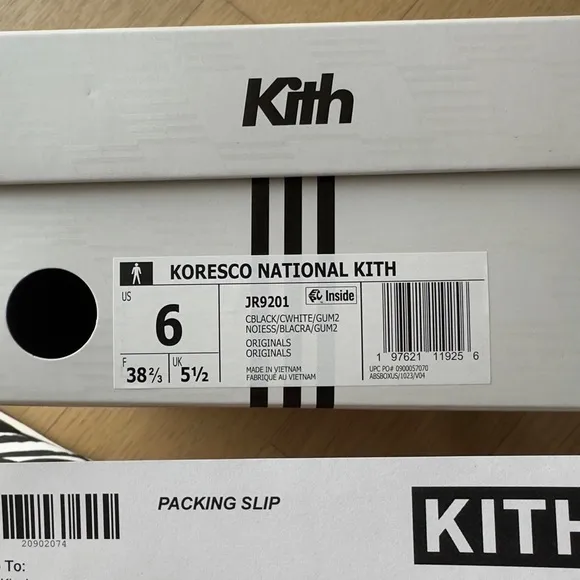 Kith
KORESCO NATIONAL KITH
US
6
F
38⅔
UK
5½
JR9201
Inside
CBLACK/CWHITE/GUM2
NOIESS/BLACRA/GUM2
ORIGINALS
ORIGINALS
MADE IN VIETNAM
FABRIQUÉ AU VIETNAM
1 97621 11925 6
UPC PO# 0900057070
ABSBOXUS/1023/V04
PACKING SLIP
KITH
20902074
To: